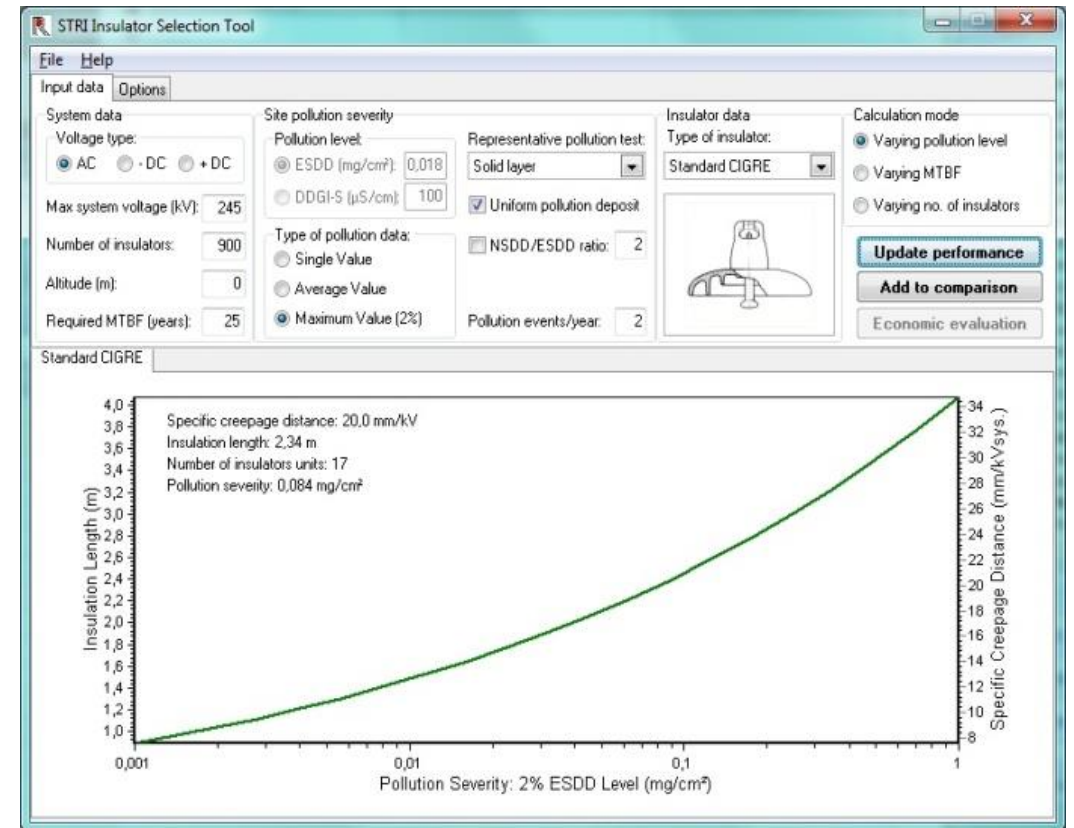 STRI Insulator Selection Tool
File Help
Input data Options
System data
Voltage type:
AC - DC + DC
Max system voltage (kV): 245
Number of insulators: 900
Altitude (m): 0
Required MTBF (years): 25
Site pollution severity
Pollution level:
ESDD (mg/cm²): 0,018
DDGI-S (µS/cm): 100
Type of pollution data:
Single Value
Average Value
Maximum Value (2%)
Representative pollution test:
Solid layer
Uniform pollution deposit
NSDD/ESDD ratio: 2
Pollution events/year: 2
Insulator data
Type of insulator:
Standard CIGRE
Calculation mode
Varying pollution level
Varying MTBF
Varying no. of insulators
Update performance
Add to comparison
Economic evaluation
Standard CIGRE
Specific creepage distance: 20,0 mm/kV
Insulation length: 2,34 m
Number of insulators units: 17
Pollution severity: 0,084 mg/cm²
Insulation Length (m)
4,0
3,8
3,6
3,4
3,2
3,0
2,8
2,6
2,4
2,2
2,0
1,8
1,6
1,4
1,2
1,0
34
32
30
28
26
24
22
20
18
16
14
12
10
8
Specific Creepage Distance (mm/kVsys.)
0,001 0,01 0,1 1
Pollution Severity: 2% ESDD Level (mg/cm²)